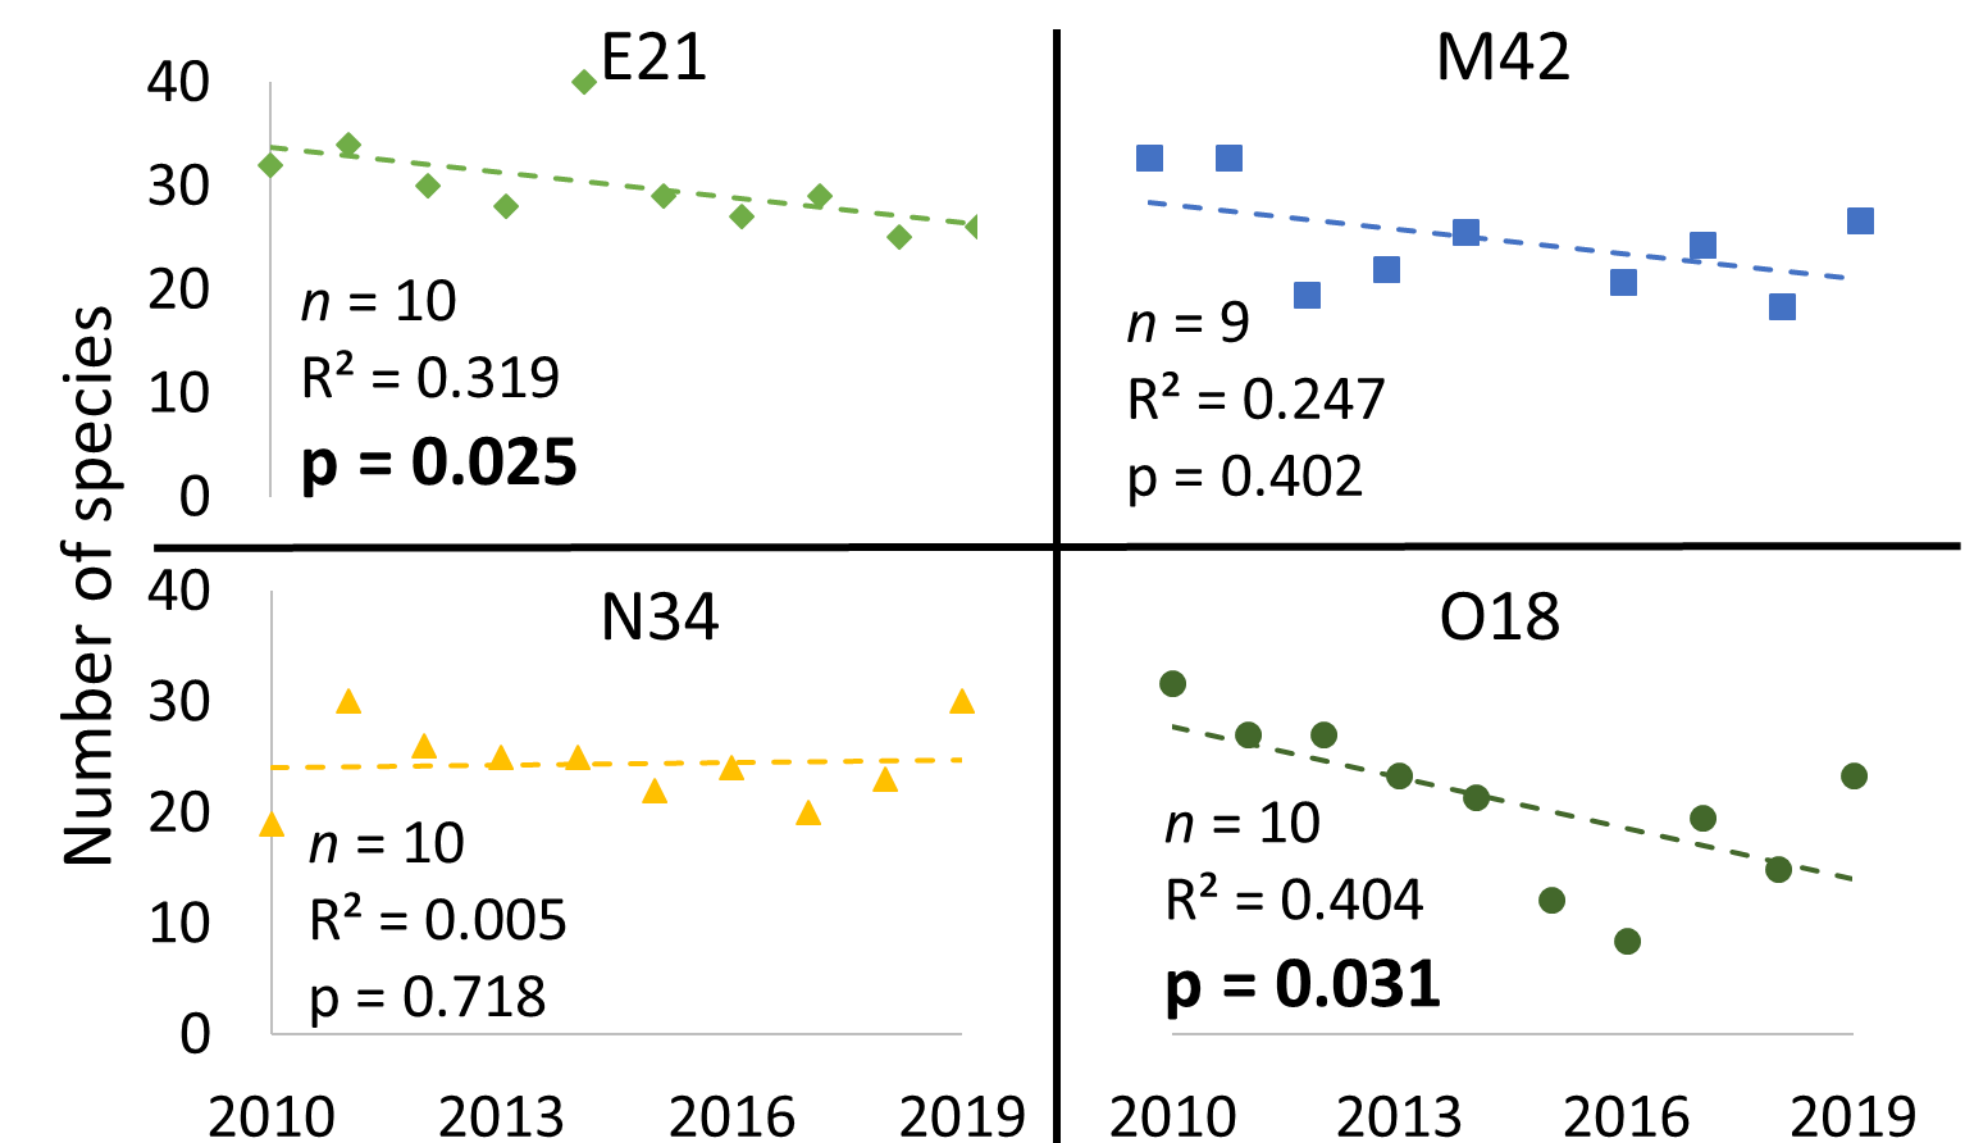 Number of species
E21
40
30
20
10
0
n = 10
R² = 0.319
p = 0.025
M42
n = 9
R² = 0.247
p = 0.402
N34
40
30
20
10
0
n = 10
R² = 0.005
p = 0.718
2010 2013 2016 2019
O18
n = 10
R² = 0.404
p = 0.031
2010 2013 2016 2019